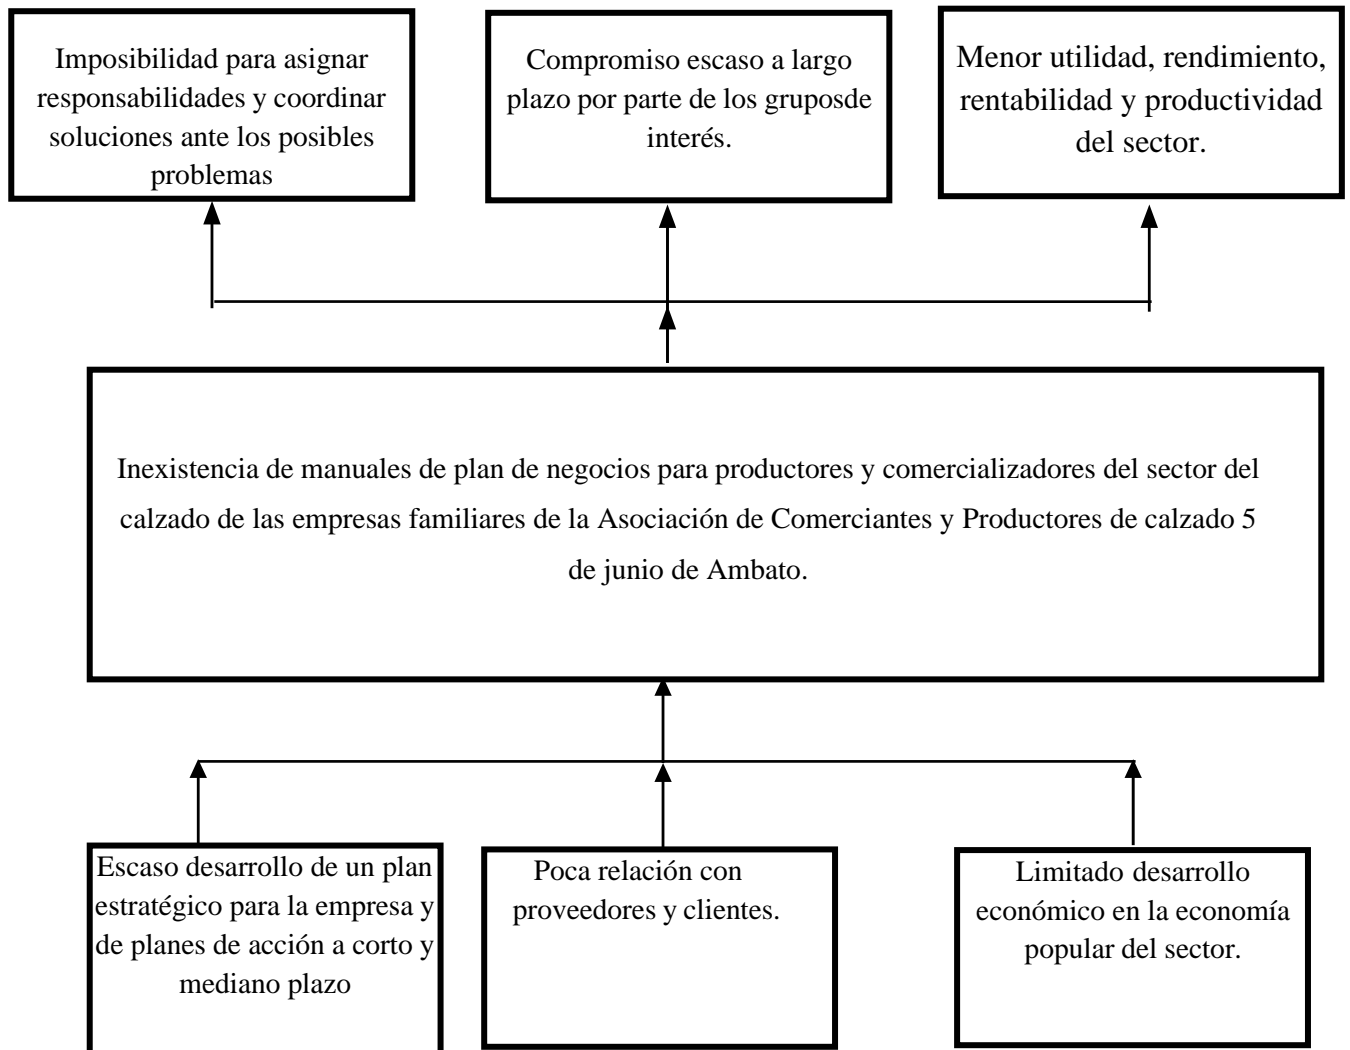 Imposibilidad para asignar
responsabilidades y coordinar
soluciones ante los posibles
problemas
Compromiso escaso a largo
plazo por parte de los gruposde
interés.
Menor utilidad, rendimiento,
rentabilidad y productividad
del sector.
Inexistencia de manuales de plan de negocios para productores y comercializadores del sector del
calzado de las empresas familiares de la Asociación de Comerciantes y Productores de calzado 5
de junio de Ambato.
Escaso desarrollo de un plan
estratégico para la empresa y
de planes de acción a corto y
mediano plazo
Poca relación con
proveedores y clientes.
Limitado desarrollo
económico en la economía
popular del sector.